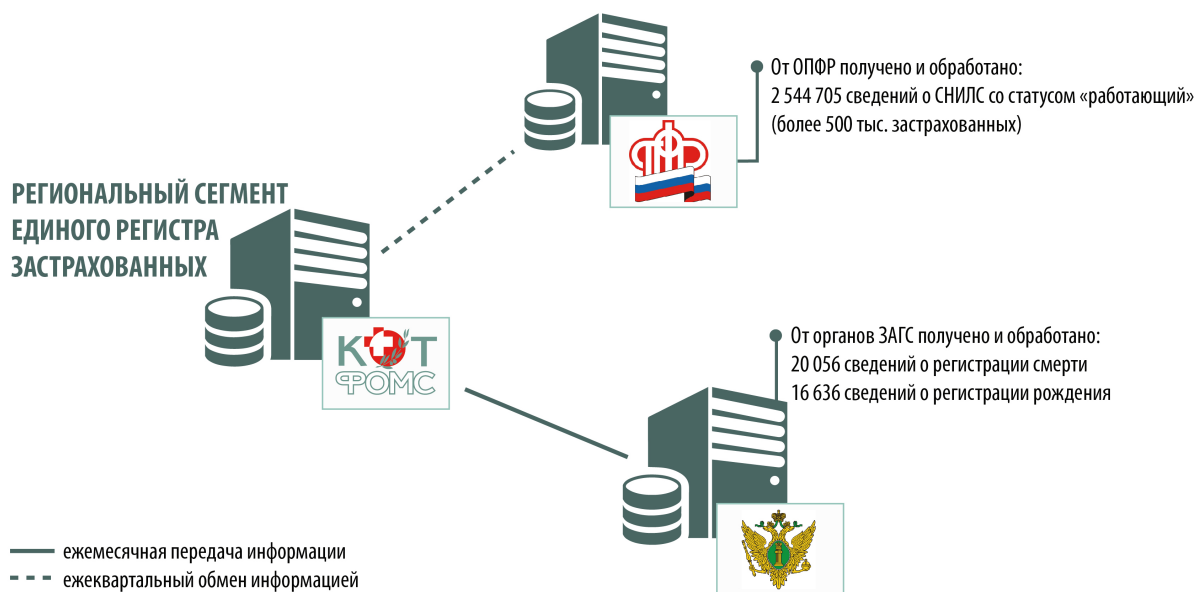 От ОПФР получено и обработано:
2 544 705 сведений о СНИЛС со статусом «работающий»
(более 500 тыс. застрахованных)
РЕГИОНАЛЬНЫЙ СЕГМЕНТ
ЕДИНОГО РЕГИСТРА
ЗАСТРАХОВАННЫХ
КОТ
ФОМС
От органов ЗАГС получено и обработано:
20 056 сведений о регистрации смерти
16 636 сведений о регистрации рождения
ежемесячная передача информации
ежеквартальный обмен информацией